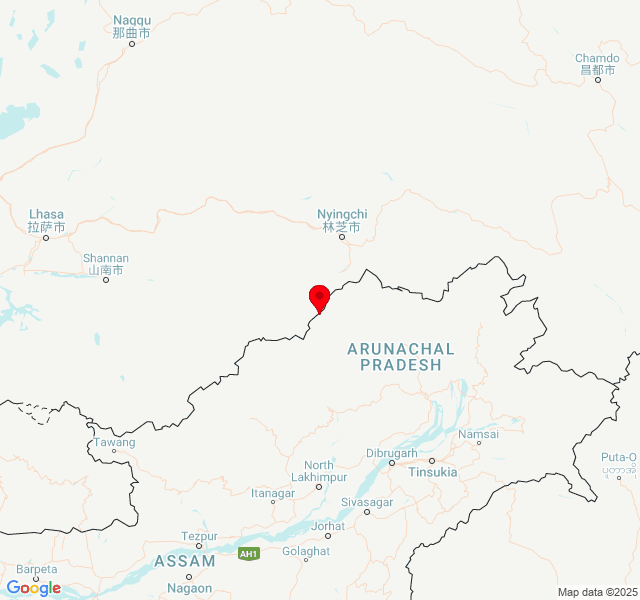 Naqqu
那曲市
Chamdo
昌都市
Lhasa
拉萨市
Nyingchi
林芝市
Shannan
山南市
ARUNACHAL
PRADESH
Tawang
Namsai
Dibrugarh
Tinsukia
Puta-O
ပူတာအို
North
Lakhimpur
Itanagar
Sivasagar
Jorhat
Tezpur
Golaghat
AH1
ASSAM
Barpeta
Nagaon
Google
Map data ©2025